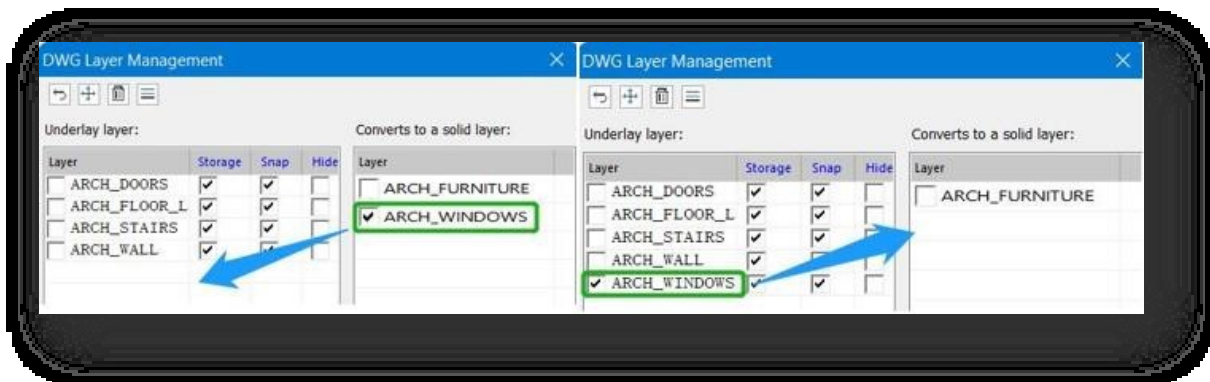 DWG Layer Management
Underlay layer:
Converts to a solid layer:
Layer Storage Snap Hide
Layer
ARCH_DOORS
ARCH_FURNITURE
ARCH_FLOOR_L
ARCH_WINDOWS
ARCH_STAIRS
ARCH_WALL
DWG Layer Management
Underlay layer:
Converts to a solid layer:
Layer Storage Snap Hide
Layer
ARCH_DOORS
ARCH_FURNITURE
ARCH_FLOOR_L
ARCH_STAIRS
ARCH_WALL
ARCH_WINDOWS